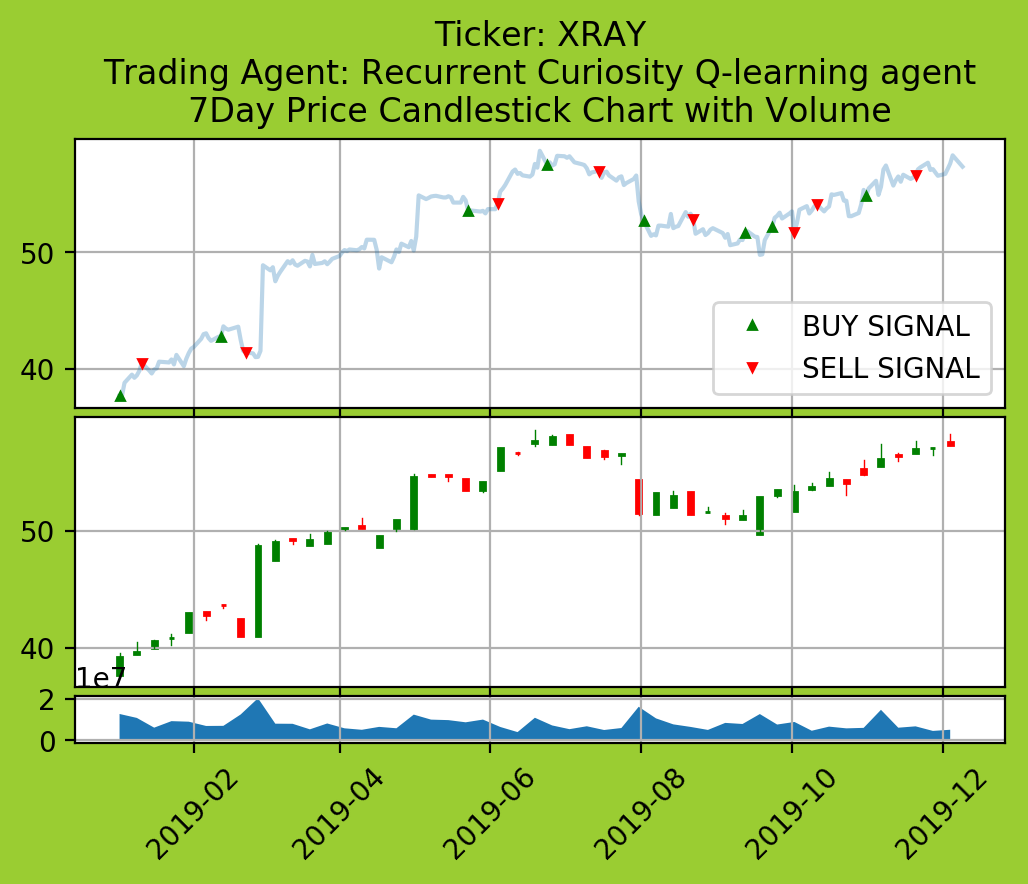 Ticker: XRAY
Trading Agent: Recurrent Curiosity Q-learning agent
7Day Price Candlestick Chart with Volume
50
40
BUY SIGNAL
SELL SIGNAL
50
40
1e7
2
0
2019-02
2019-04
2019-06
2019-08
2019-10
2019-12